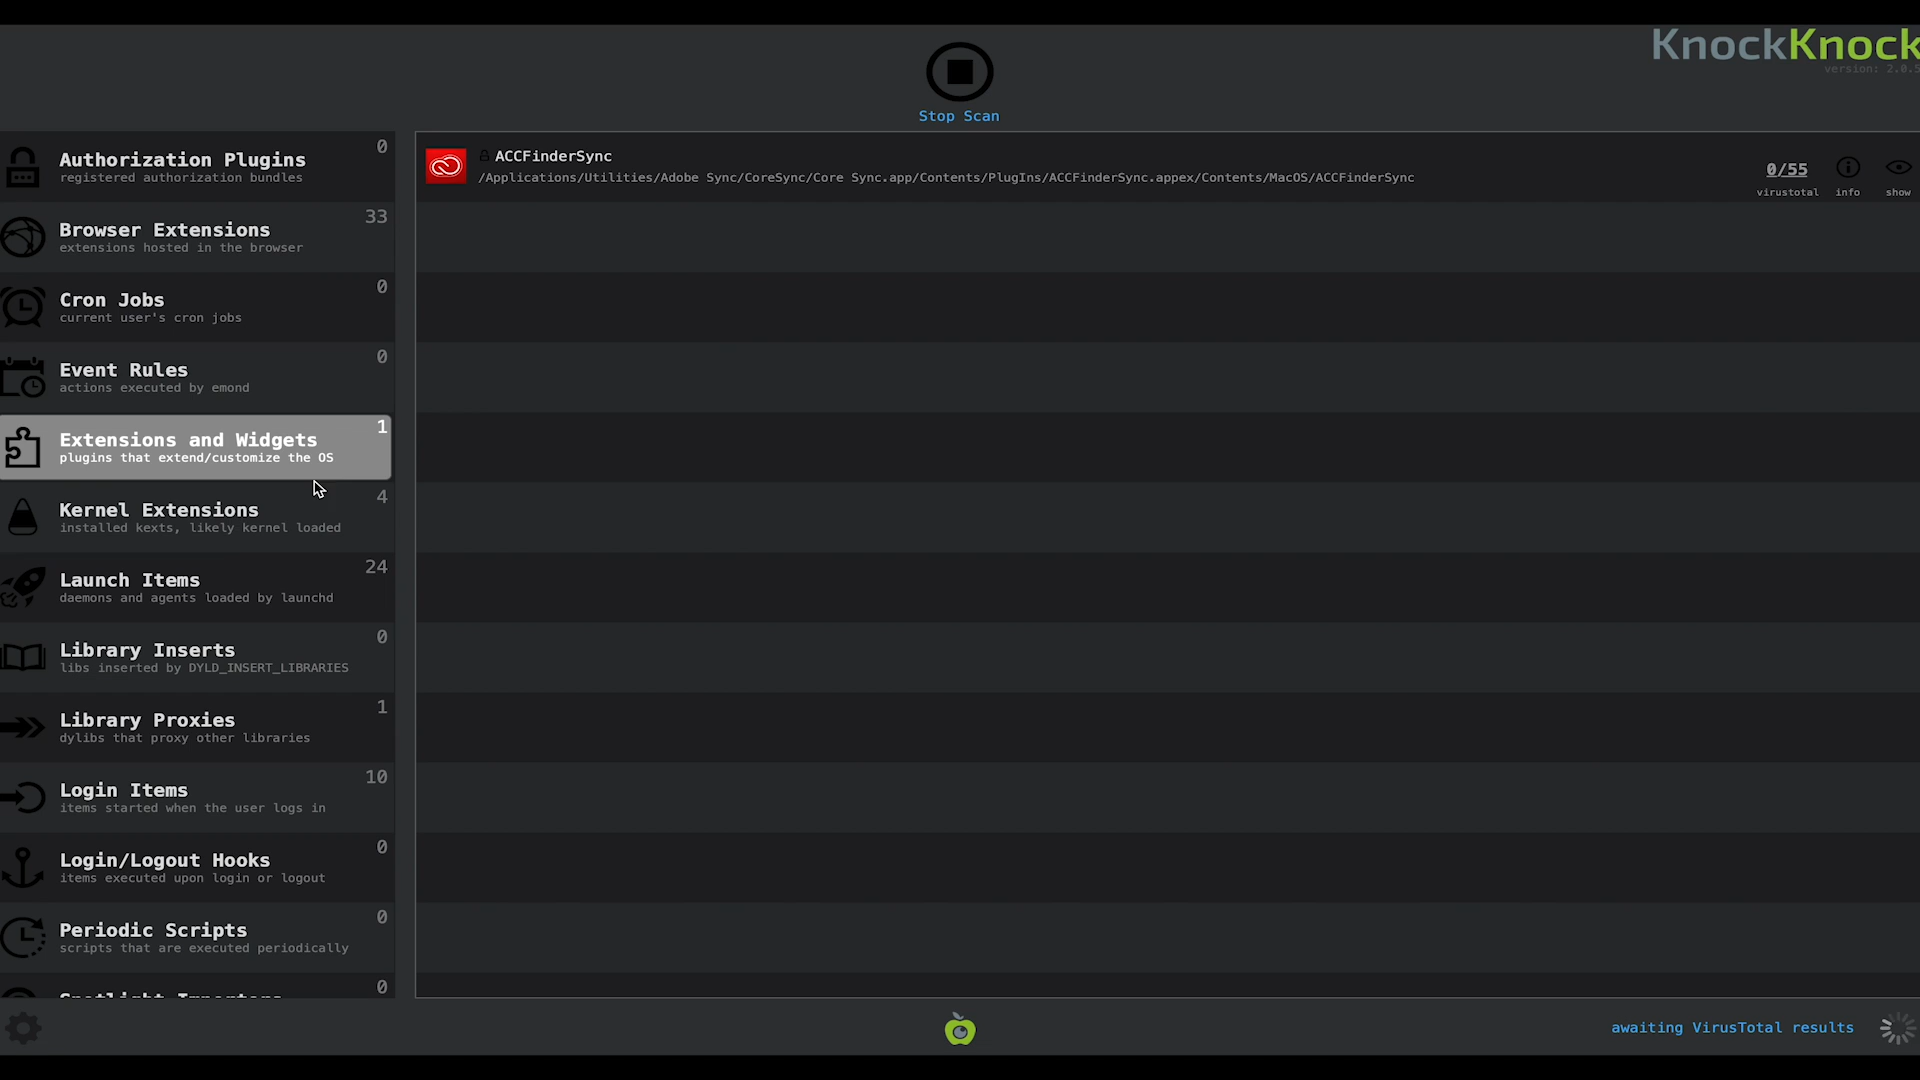 KnockKnock
version: 2.0.5
Stop Scan
Authorization Plugins
registered authorization bundles
0
Browser Extensions
extensions hosted in the browser
33
Cron Jobs
current user's cron jobs
0
Event Rules
actions executed by emond
0
Extensions and Widgets
plugins that extend/customize the OS
1
Kernel Extensions
installed kexts, likely kernel loaded
4
Launch Items
daemons and agents loaded by launchd
24
Library Inserts
libs inserted by DYLD_INSERT_LIBRARIES
0
Library Proxies
dylibs that proxy other libraries
1
Login Items
items started when the user logs in
10
Login/Logout Hooks
items executed upon login or logout
0
Periodic Scripts
scripts that are executed periodically
0
Spotlight Importers
0
ACCFinderSync
/Applications/Utilities/Adobe Sync/CoreSync/Core Sync.app/Contents/PlugIns/ACCFinderSync.appex/Contents/MacOS/ACCFinderSync
0/55
virustotal
info
show
awaiting VirusTotal results